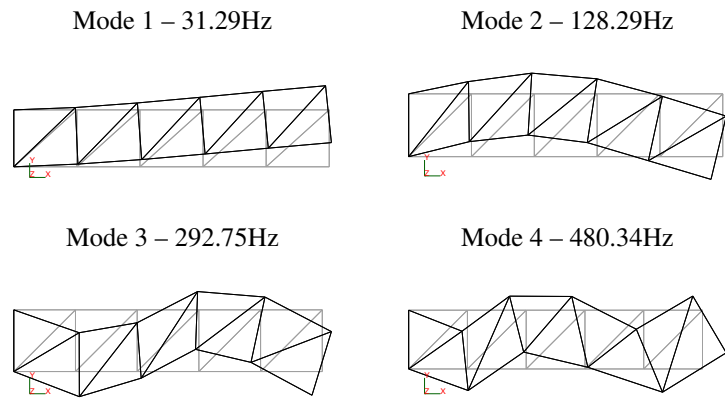 Mode 1 – 31.29Hz
Mode 2 – 128.29Hz
Y
Z X
Y
Z X
Mode 3 – 292.75Hz
Mode 4 – 480.34Hz
Y
Z X
Y
Z X